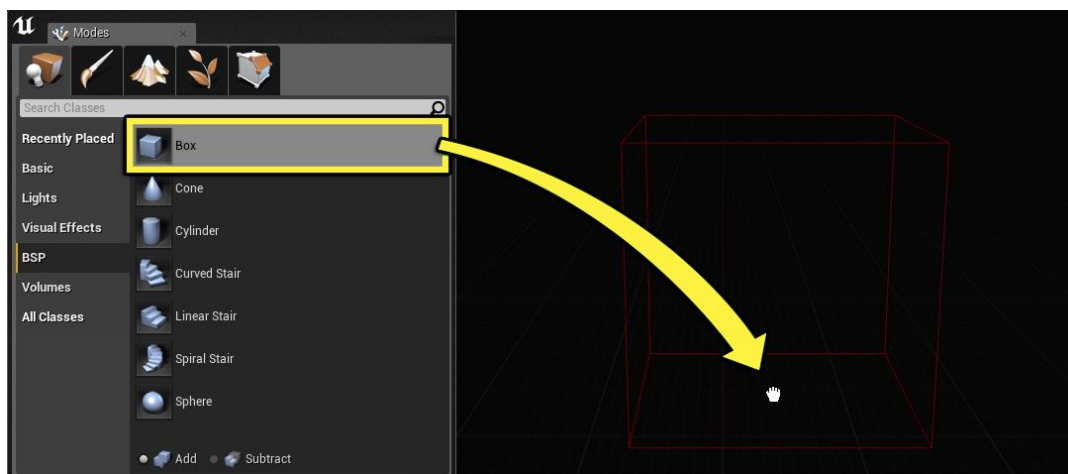 Modes
Search Classes
Recently Placed
Basic
Lights
Visual Effects
BSP
Volumes
All Classes
Box
Cone
Cylinder
Curved Stair
Linear Stair
Spiral Stair
Sphere
Add Subtract